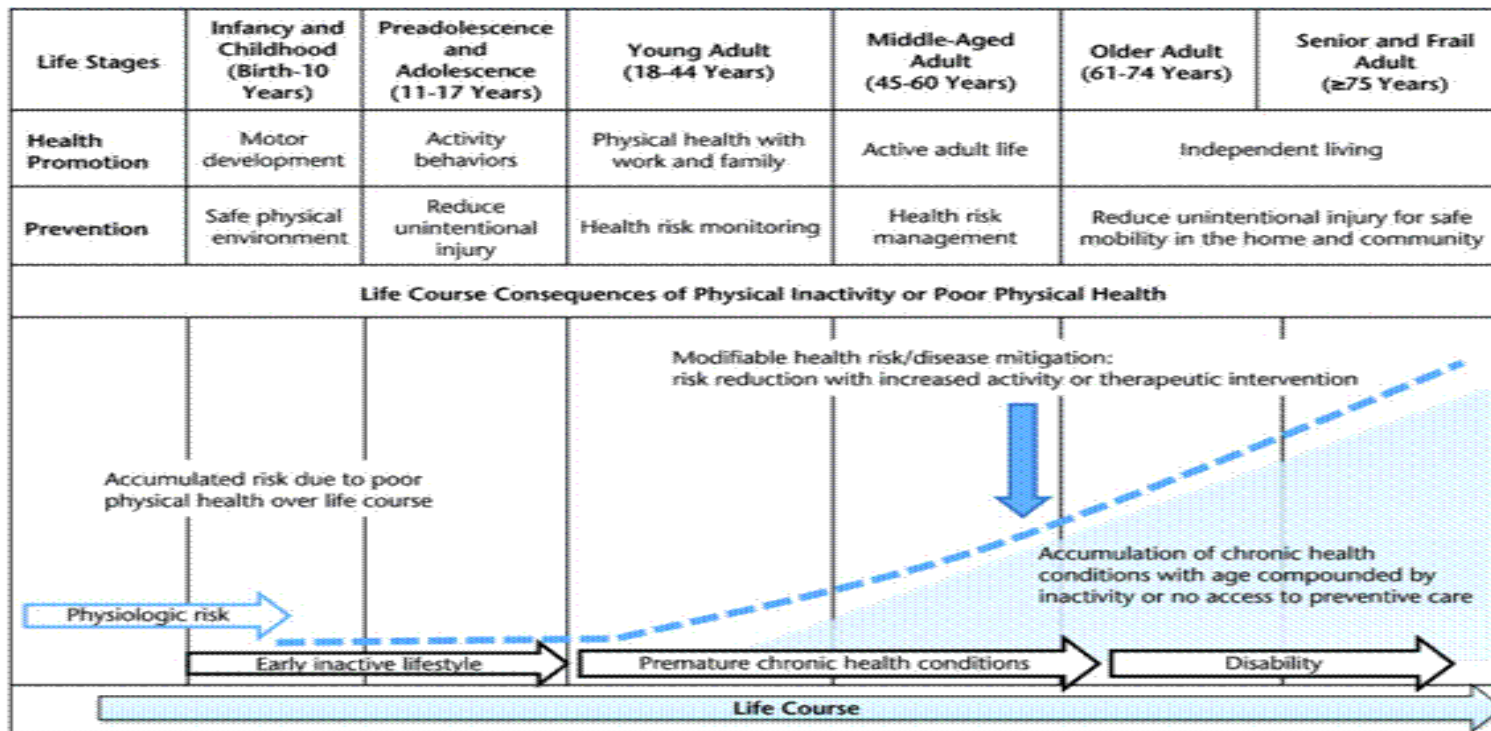 Life Stages
Infancy and
Childhood
(Birth-10
Years)
Preadolescence
and
Adolescence
(11-17 Years)
Young Adult
(18-44 Years)
Middle-Aged
Adult
(45-60 Years)
Older Adult
(61-74 Years)
Senior and Frail
Adult
(≥75 Years)
Health
Promotion
Motor
development
Activity
behaviors
Physical health with
work and family
Active adult life
Independent living
Prevention
Safe physical
environment
Reduce
unintentional
injury
Health risk monitoring
Health risk
management
Reduce unintentional injury for safe
mobility in the home and community
Life Course Consequences of Physical Inactivity or Poor Physical Health
Modifiable health risk/disease mitigation:
risk reduction with increased activity or therapeutic intervention
Accumulated risk due to poor
physical health over life course
Accumulation of chronic health
conditions with age compounded by
inactivity or no access to preventive care
Physiologic risk
Early inactive lifestyle
Premature chronic health conditions
Disability
Life Course